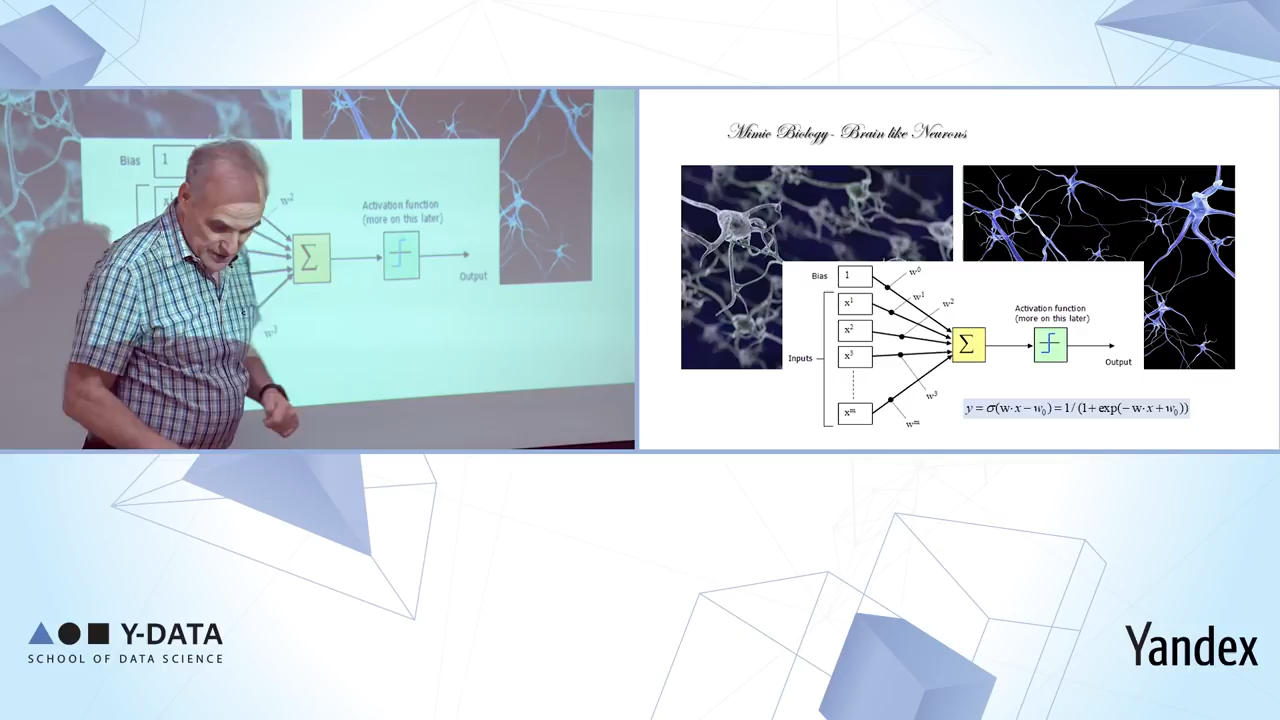 Bias
1
w²
Activation function
(more on this later)
Σ
Output
w³
Mimic Biology- Brain like Neurons
Bias
1
w⁰
x¹
w¹
w²
x²
Activation function
(more on this later)
Inputs
x³
Σ
Output
w³
xᵐ
wᵐ
y = σ(w· x − w₀) = 1/ (1+ exp(− w· x + w₀))
Y-DATA
SCHOOL OF DATA SCIENCE
Yandex